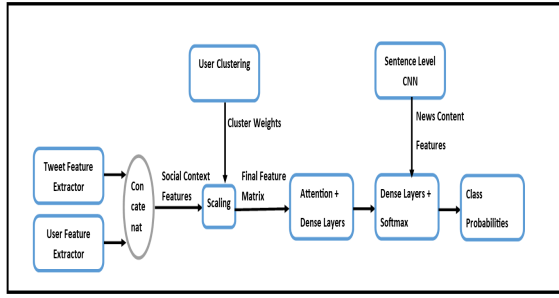 User Clustering
Sentence Level
CNN
Cluster Weights
News Content
Features
Tweet Feature
Extractor
User Feature
Extractor
Con
cate
nat
Social Context
Features
Scaling
Final Feature
Matrix
Attention +
Dense Layers
Dense Layers +
Softmax
Class
Probabilities